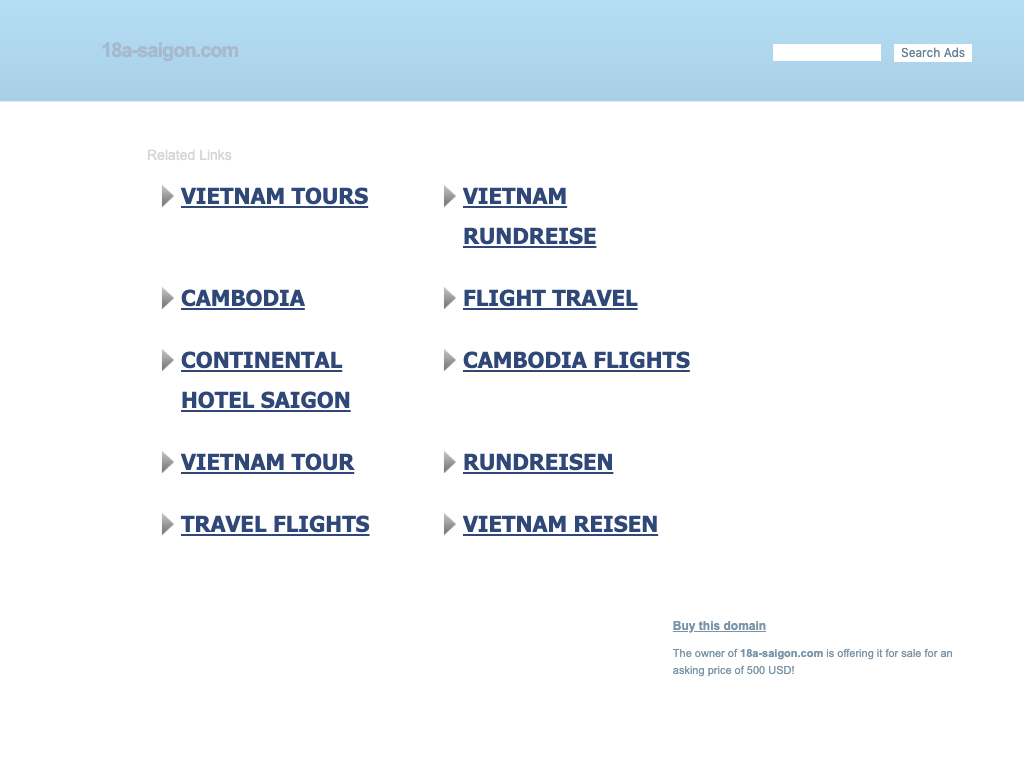 18a-saigon.com
Search Ads
Related Links
VIETNAM TOURS
VIETNAM
RUNDREISE
CAMBODIA
FLIGHT TRAVEL
CONTINENTAL
HOTEL SAIGON
CAMBODIA FLIGHTS
VIETNAM TOUR
RUNDREISEN
TRAVEL FLIGHTS
VIETNAM REISEN
Buy this domain
The owner of 18a-saigon.com is offering it for sale for an
asking price of 500 USD!